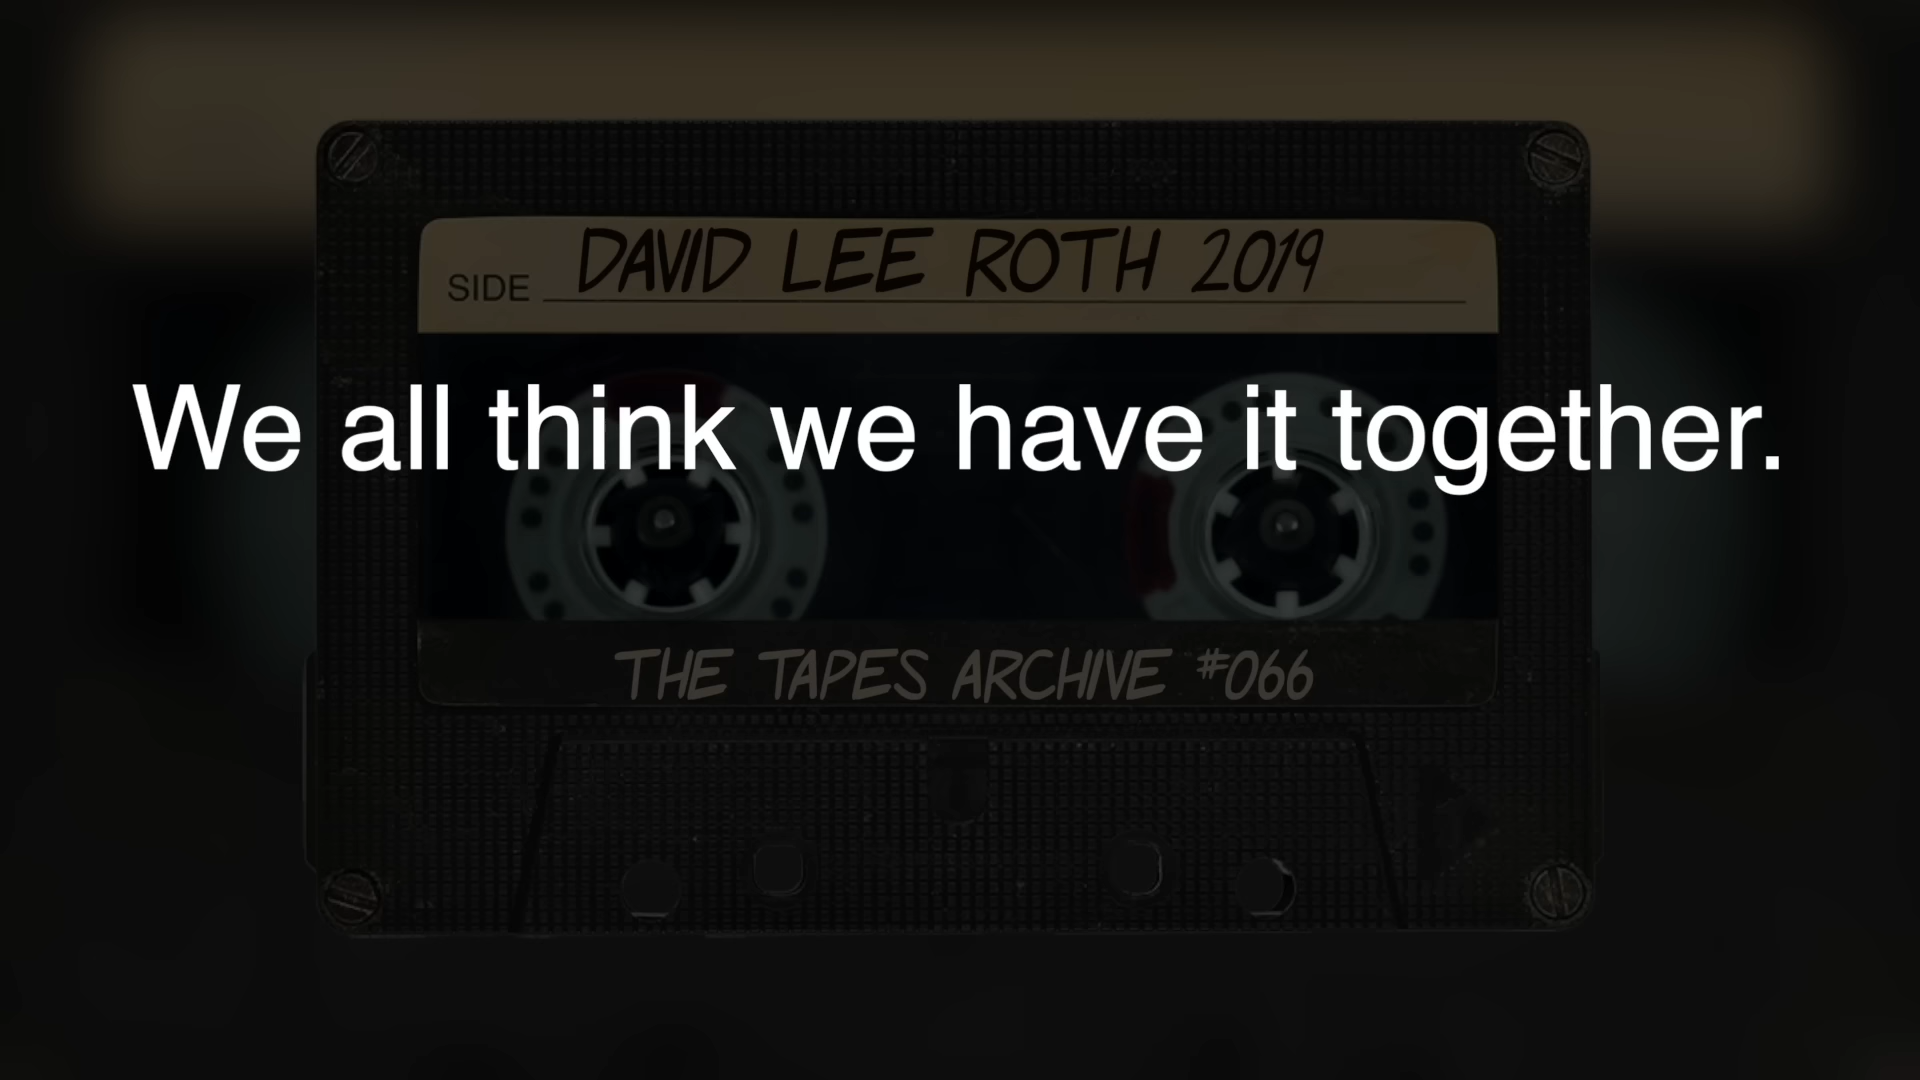 SIDE DAVID LEE ROTH 2019
We all think we have it together.
THE TAPES ARCHIVE #066